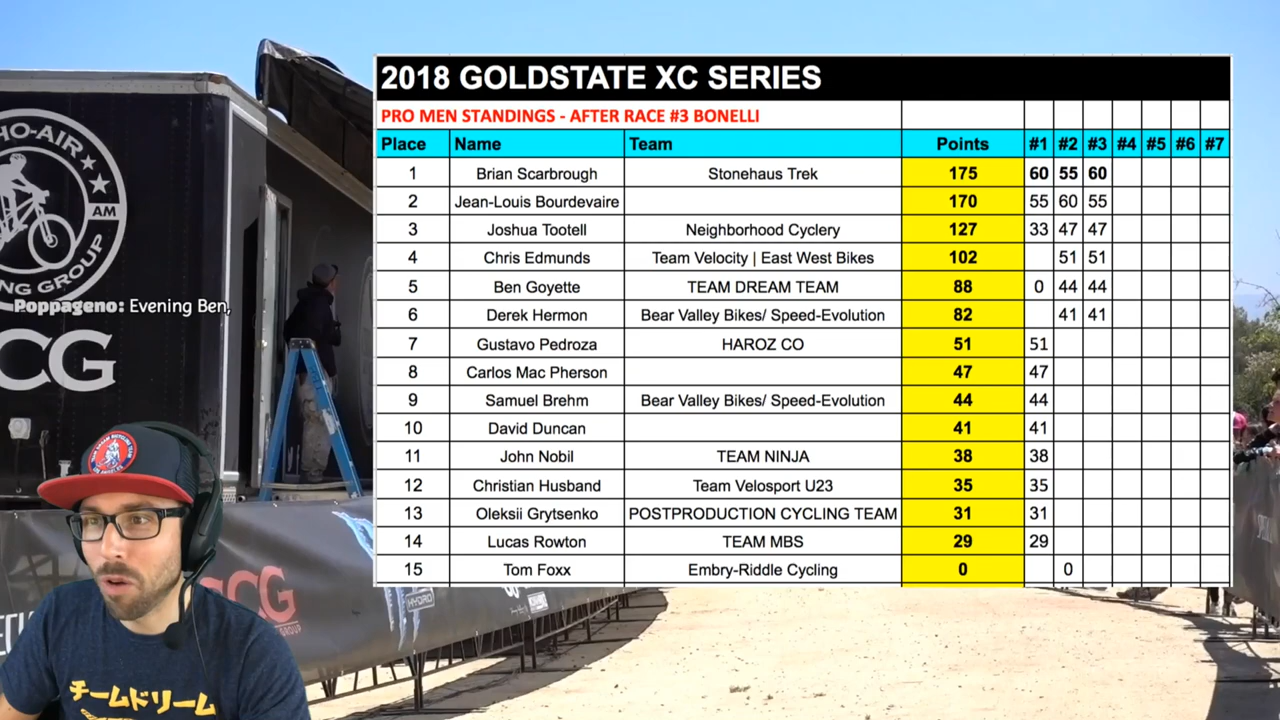 2018 GOLDSTATE XC SERIES
PRO MEN STANDINGS - AFTER RACE #3 BONELLI
Place Name Team Points #1 #2 #3 #4 #5 #6 #7
1 Brian Scarbrough Stonehaus Trek 175 60 55 60
2 Jean-Louis Bourdevaire 170 55 60 55
3 Joshua Tootell Neighborhood Cyclery 127 33 47 47
4 Chris Edmunds Team Velocity | East West Bikes 102 51 51
5 Ben Goyette TEAM DREAM TEAM 88 0 44 44
6 Derek Hermon Bear Valley Bikes/ Speed-Evolution 82 41 41
7 Gustavo Pedroza HAROZ CO 51 51
8 Carlos Mac Pherson 47 47
9 Samuel Brehm Bear Valley Bikes/ Speed-Evolution 44 44
10 David Duncan 41 41
11 John Nobil TEAM NINJA 38 38
12 Christian Husband Team Velosport U23 35 35
13 Oleksii Grytsenko POSTPRODUCTION CYCLING TEAM 31 31
14 Lucas Rowton TEAM MBS 29 29
15 Tom Foxx Embry-Riddle Cycling 0 0
HO-AIR
AM
NG GROUP
Poppageno: Evening Ben,
CG
CCG
GROUP
HYDRO
チームドリーム